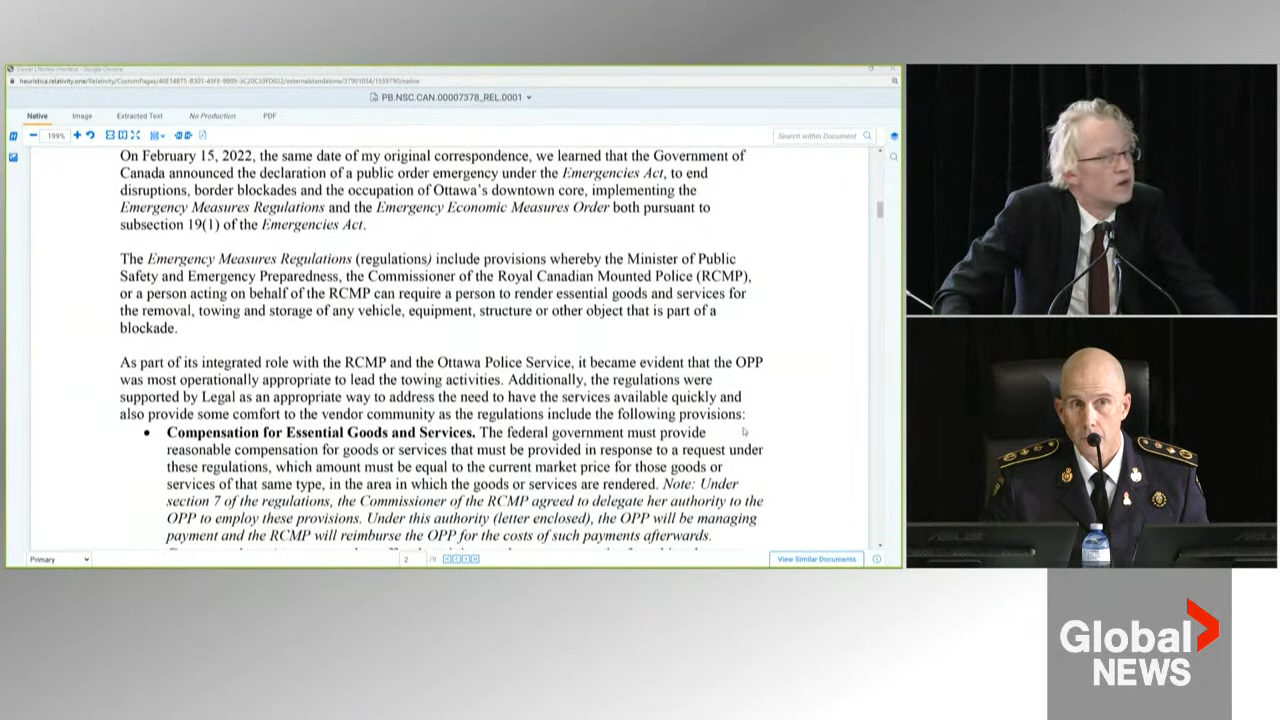 Viewer | Review Interface - Google Chrome
PB.NSC.CAN.00007378_REL.0001
Native Image Extracted Text No Production PDF
199% Search within Document
On February 15, 2022, the same date of my original correspondence, we learned that the Government of
Canada announced the declaration of a public order emergency under the Emergencies Act, to end
disruptions, border blockades and the occupation of Ottawa's downtown core, implementing the
Emergency Measures Regulations and the Emergency Economic Measures Order both pursuant to
subsection 19(1) of the Emergencies Act.
The Emergency Measures Regulations (regulations) include provisions whereby the Minister of Public
Safety and Emergency Preparedness, the Commissioner of the Royal Canadian Mounted Police (RCMP),
or a person acting on behalf of the RCMP can require a person to render essential goods and services for
the removal, towing and storage of any vehicle, equipment, structure or other object that is part of a
blockade.
As part of its integrated role with the RCMP and the Ottawa Police Service, it became evident that the OPP
was most operationally appropriate to lead the towing activities. Additionally, the regulations were
supported by Legal as an appropriate way to address the need to have the services available quickly and
also provide some comfort to the vendor community as the regulations include the following provisions:
• Compensation for Essential Goods and Services. The federal government must provide
reasonable compensation for goods or services that must be provided in response to a request under
these regulations, which amount must be equal to the current market price for those goods or
services of that same type, in the area in which the goods or services are rendered. Note: Under
section 7 of the regulations, the Commissioner of the RCMP agreed to delegate her authority to the
OPP to employ these provisions. Under this authority (letter enclosed), the OPP will be managing
payment and the RCMP will reimburse the OPP for the costs of such payments afterwards.
Primary 2 /9 View Similar Documents
Global
NEWS